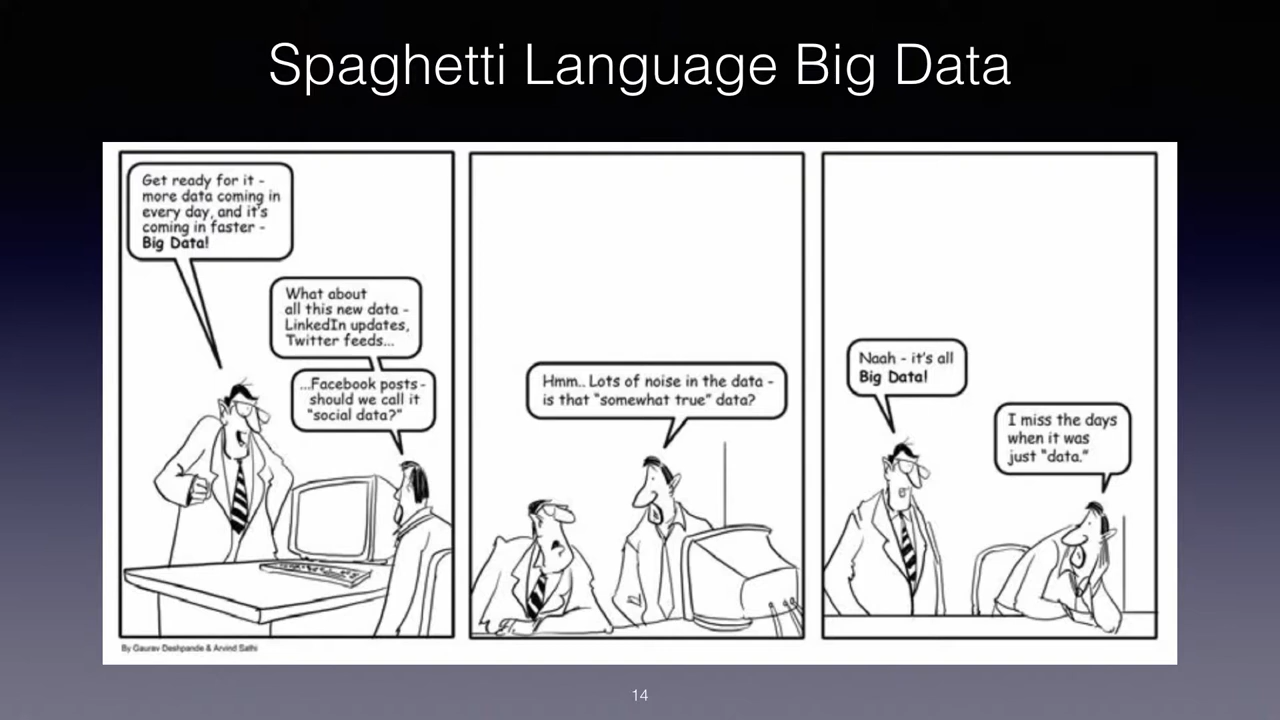 Spaghetti Language Big Data
Get ready for it -
more data coming in
every day, and it's
coming in faster -
Big Data!
What about
all this new data -
LinkedIn updates,
Twitter feeds...
...Facebook posts -
should we call it
"social data?"
Hmm.. Lots of noise in the data -
is that "somewhat true" data?
Naah - it's all
Big Data!
I miss the days
when it was
just "data."
By Gaurav Deshpande & Arvind Sathi
14